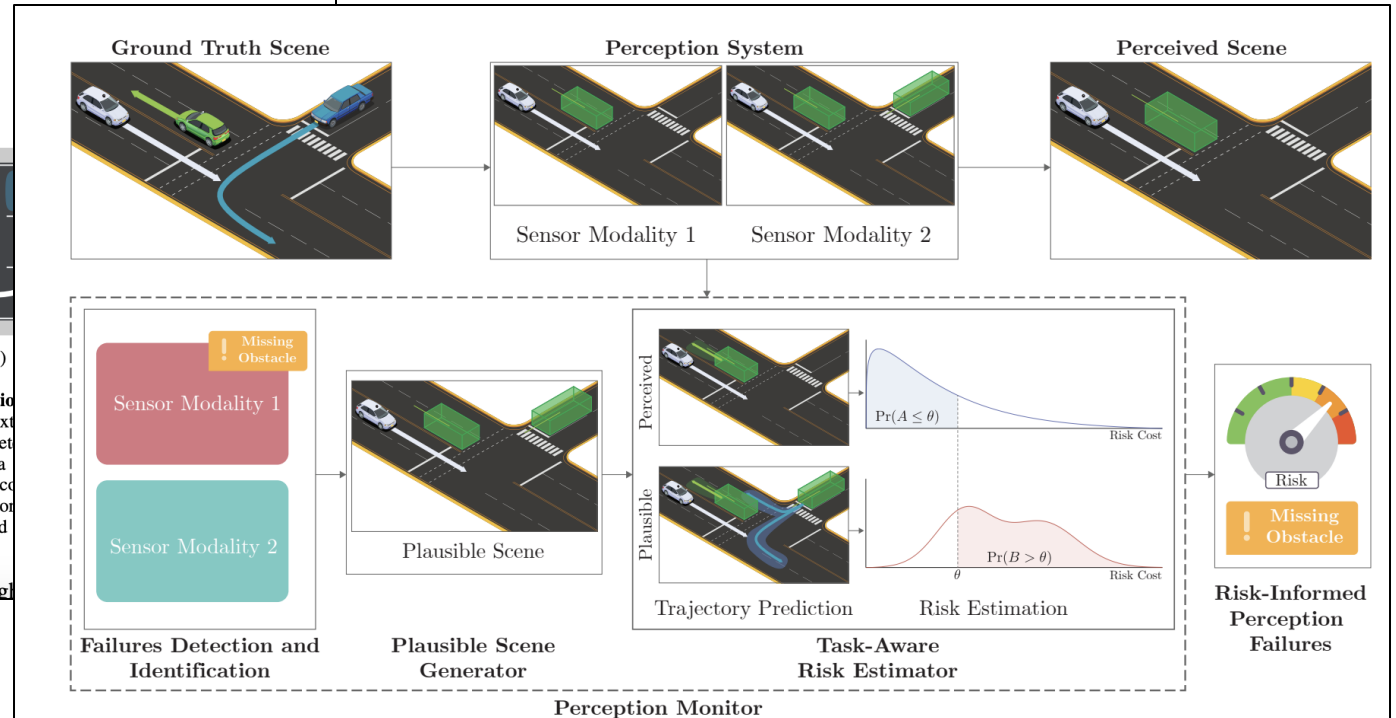 Ground Truth Scene
Perception System
Perceived Scene
Sensor Modality 1
Sensor Modality 2
! Missing
Obstacle
Sensor Modality 1
Sensor Modality 2
Failures Detection and
Identification
Plausible Scene
Plausible Scene
Generator
Perceived
Pr(A ≤ θ)
Risk Cost
Plausible
Pr(B > θ)
θ
Risk Cost
Trajectory Prediction
Risk Estimation
Task-Aware
Risk Estimator
Perception Monitor
Risk
! Missing
Obstacle
Risk-Informed
Perception
Failures